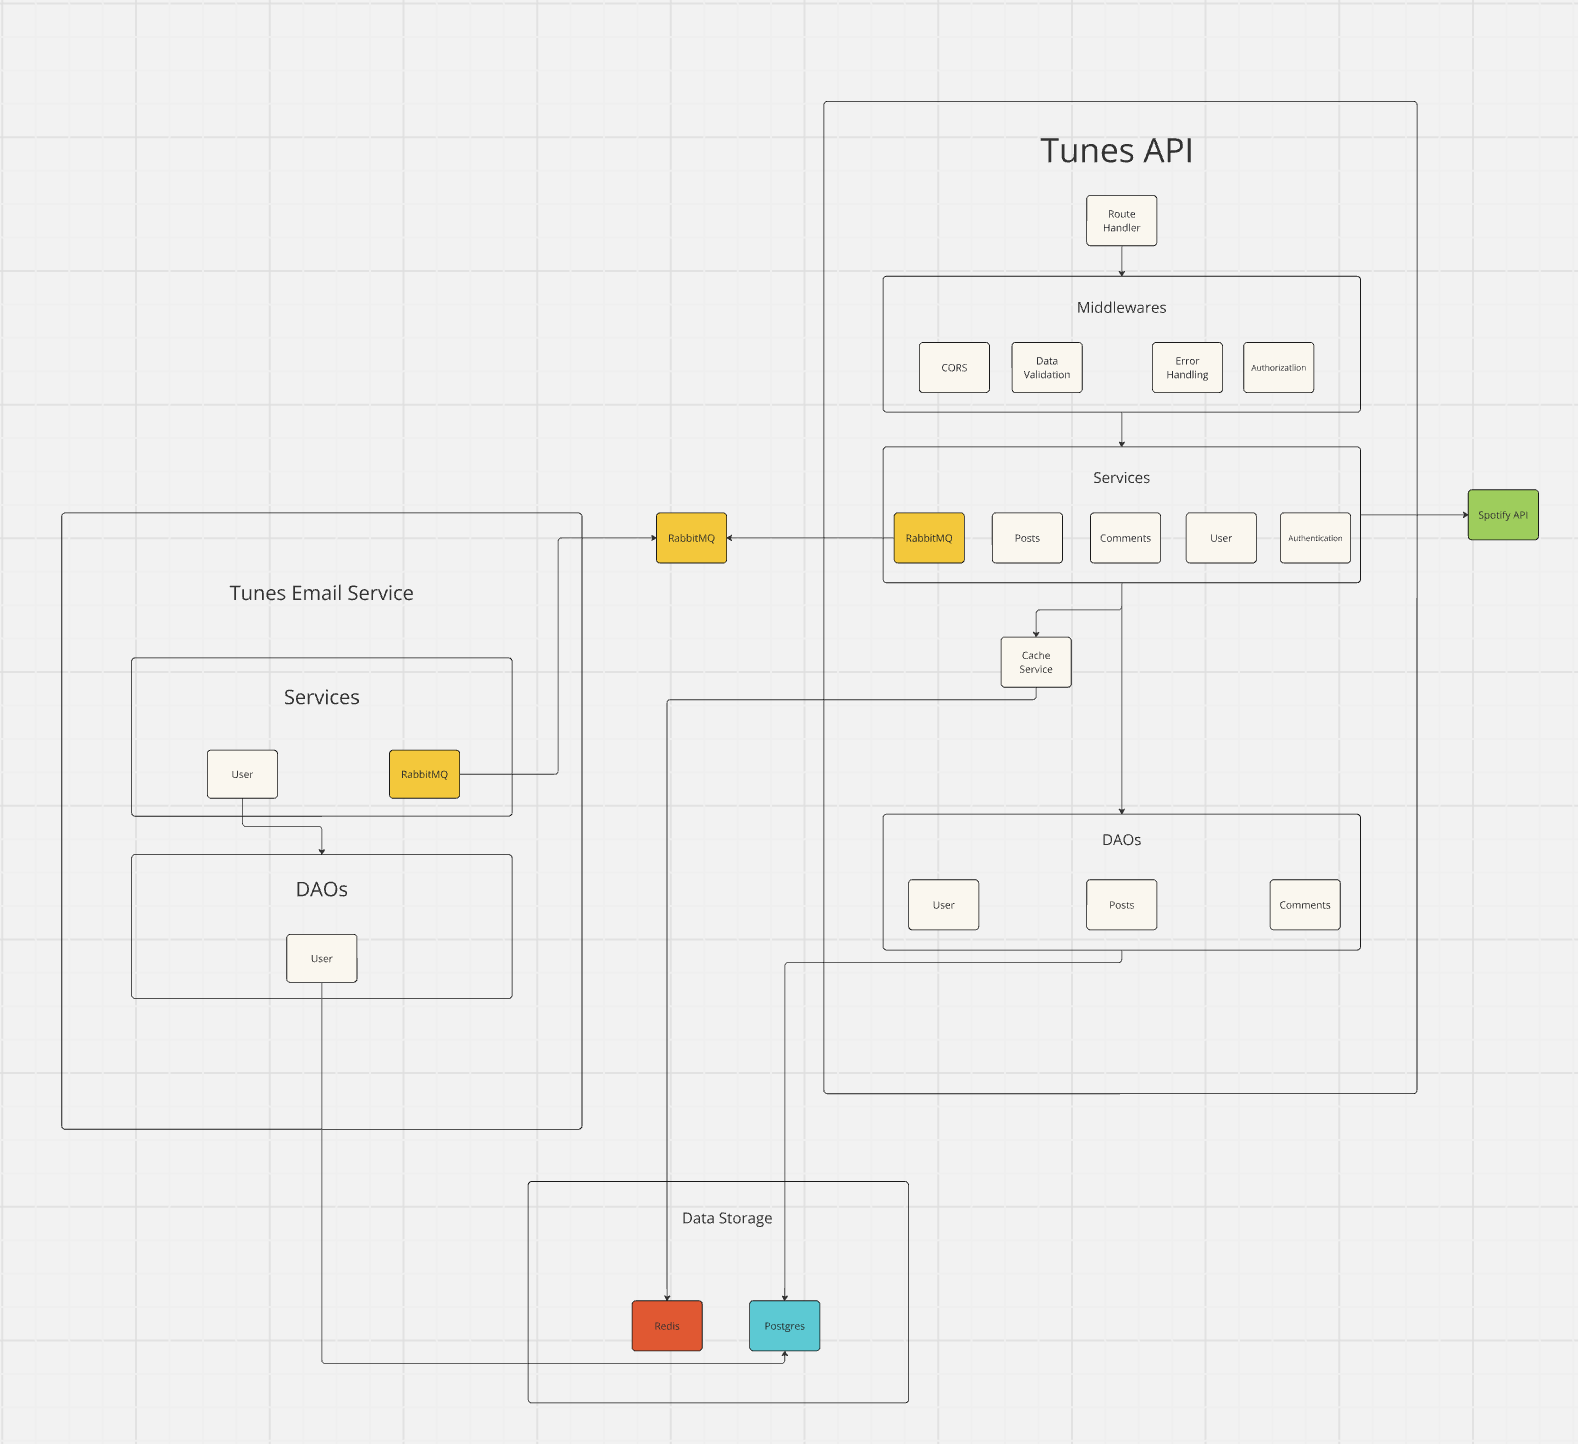 Tunes API
Route
Handler
Middlewares
CORS
Data
Validation
Error
Handling
Authorizatiion
Services
RabbitMQ
Posts
Comments
User
Authentication
Spotify API
RabbitMQ
Cache
Service
DAOs
User
Posts
Comments
Tunes Email Service
Services
User
RabbitMQ
DAOs
User
Data Storage
Redis
Postgres